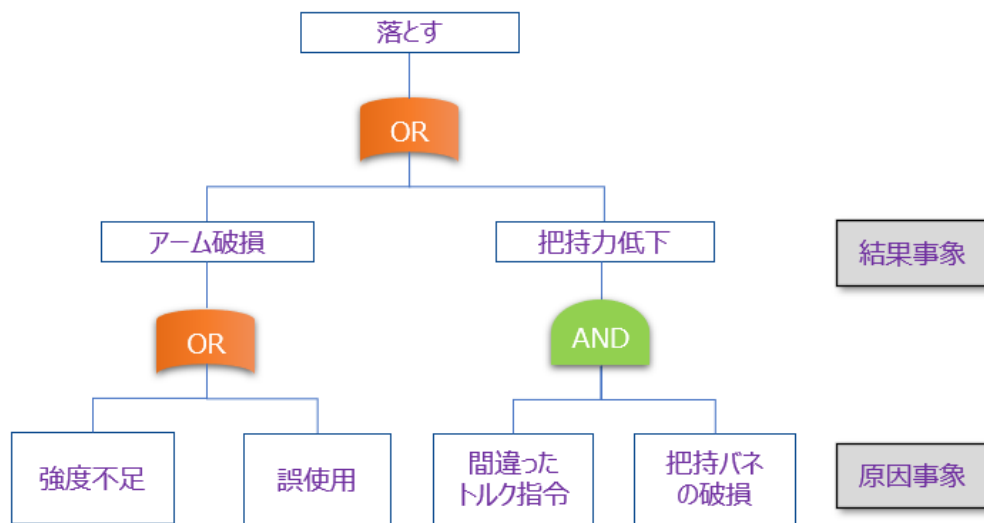 落とす
OR
アーム破損
把持力低下
結果事象
OR
AND
強度不足
誤使用
間違った
トルク指令
把持バネ
の破損
原因事象